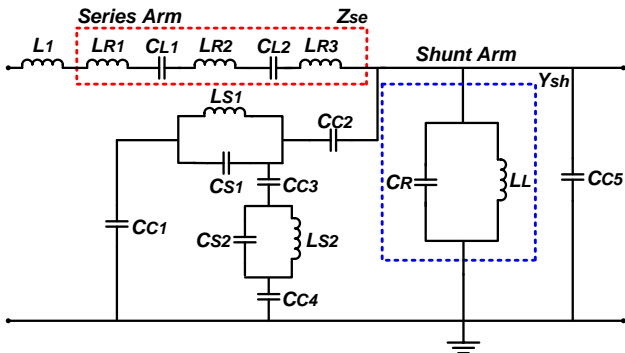 Series Arm Zse
L1 LR1 CL1 LR2 CL2 LR3
Shunt Arm
Ysh
LS1
CC2
CS1
CC3
CR LL
CC5
CC1
CS2 LS2
CC4